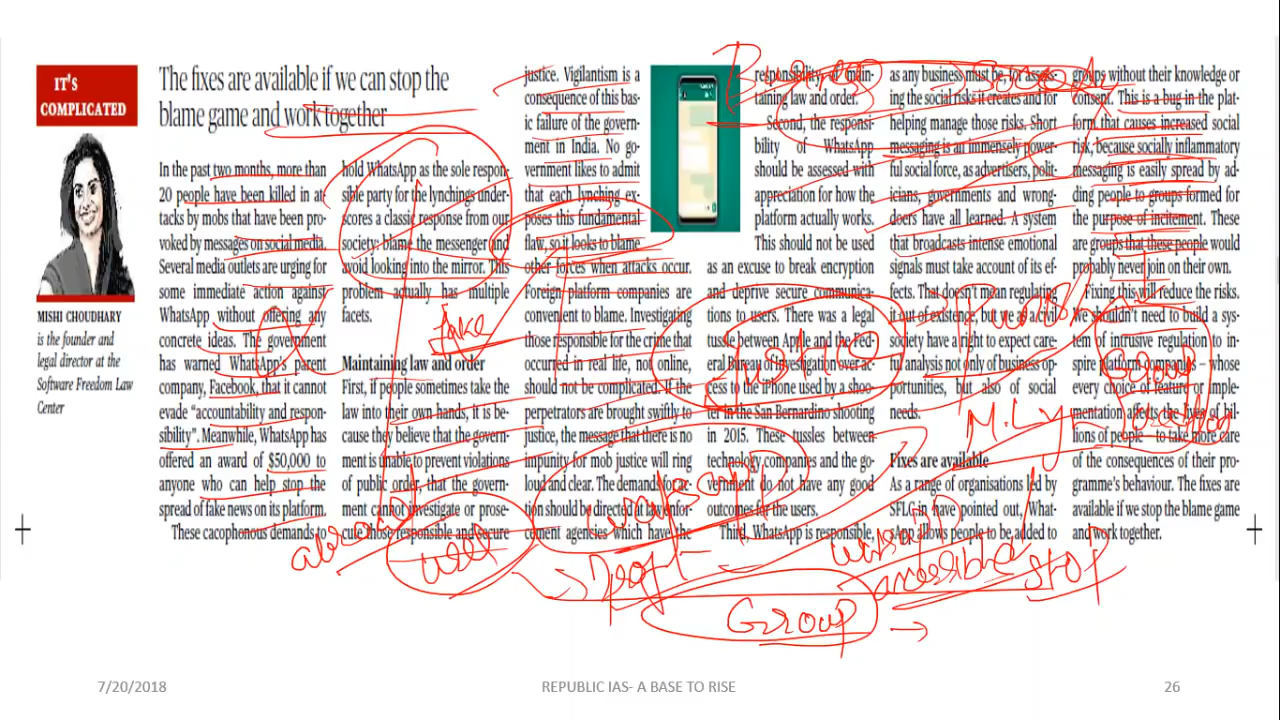 IT'S
COMPLICATED
The fixes are available if we can stop the
blame game and work together
MISHI CHOUDHARY
is the founder and
legal director at the
Software Freedom Law
Center
In the past two months, more than
20 people have been killed in at-
tacks by mobs that have been pro-
voked by messages on social media.
Several media outlets are urging for
some immediate action against
WhatsApp without offering any
concrete ideas. The government
has warned WhatsApp's parent
company, Facebook, that it cannot
evade “accountability and respon-
sibility”. Meanwhile, WhatsApp has
offered an award of $50,000 to
anyone who can help stop the
spread of fake news on its platform.
These cacophonous demands to
hold WhatsApp as the sole respon-
sible party for the lynchings under-
scores a classic response from our
society: blame the messenger and
avoid looking into the mirror. This
problem actually has multiple
facets.
Maintaining law and order
First, if people sometimes take the
law into their own hands, it is be-
cause they believe that the govern-
ment is unable to prevent violations
of public order, that the govern-
ment cannot investigate or prose-
cute those responsible and secure
justice. Vigilantism is a
consequence of this bas-
ic failure of the govern-
ment in India. No go-
vernment likes to admit
that each lynching ex-
poses this fundamental
flaw, so it looks to blame
other forces when attacks occur.
Foreign platform companies are
convenient to blame. Investigating
those responsible for the crime that
occurred in real life, not online,
should not be complicated. If the
perpetrators are brought swiftly to
justice, the message that there is no
impunity for mob justice will ring
loud and clear. The demands for ac-
tion should be directed at law enfor-
cement agencies which have the
responsibility of main-
taining law and order.
Second, the responsi-
bility of WhatsApp
should be assessed with
appreciation for how the
platform actually works.
This should not be used
as an excuse to break encryption
and deprive secure communica-
tions to users. There was a legal
tussle between Apple and the Fed-
eral Bureau of Investigation over ac-
cess to the iPhone used by a shoo-
ter in the San Bernardino shooting
in 2015. These tussles between
technology companies and the go-
vernment do not have any good
outcomes for the users.
Third, WhatsApp is responsible,
as any business must be, for assess-
ing the social risks it creates and for
helping manage those risks. Short
messaging is an immensely power-
ful social force, as advertisers, polit-
icians, governments and wrong-
doers have all learned. A system
that broadcasts intense emotional
signals must take account of its ef-
fects. That doesn't mean regulating
it out of existence, but we as a civil
society have a right to expect care-
ful analysis not only of business op-
portunities, but also of social
needs.
Fixes are available
As a range of organisations led by
SFLC.in have pointed out, What-
sApp allows people to be added to
groups without their knowledge or
consent. This is a bug in the plat-
form that causes increased social
risk, because socially inflammatory
messaging is easily spread by ad-
ding people to groups formed for
the purpose of incitement. These
are groups that these people would
probably never join on their own.
Fixing this will reduce the risks.
We shouldn't need to build a sys-
tem of intrusive regulation to in-
spire platform companies – whose
every choice of feature or imple-
mentation affects the lives of bil-
lions of people – to take more care
of the consequences of their pro-
gramme's behaviour. The fixes are
available if we stop the blame game
and work together.
fake
M.Ly
stop
Group
7/20/2018
REPUBLIC IAS- A BASE TO RISE
26